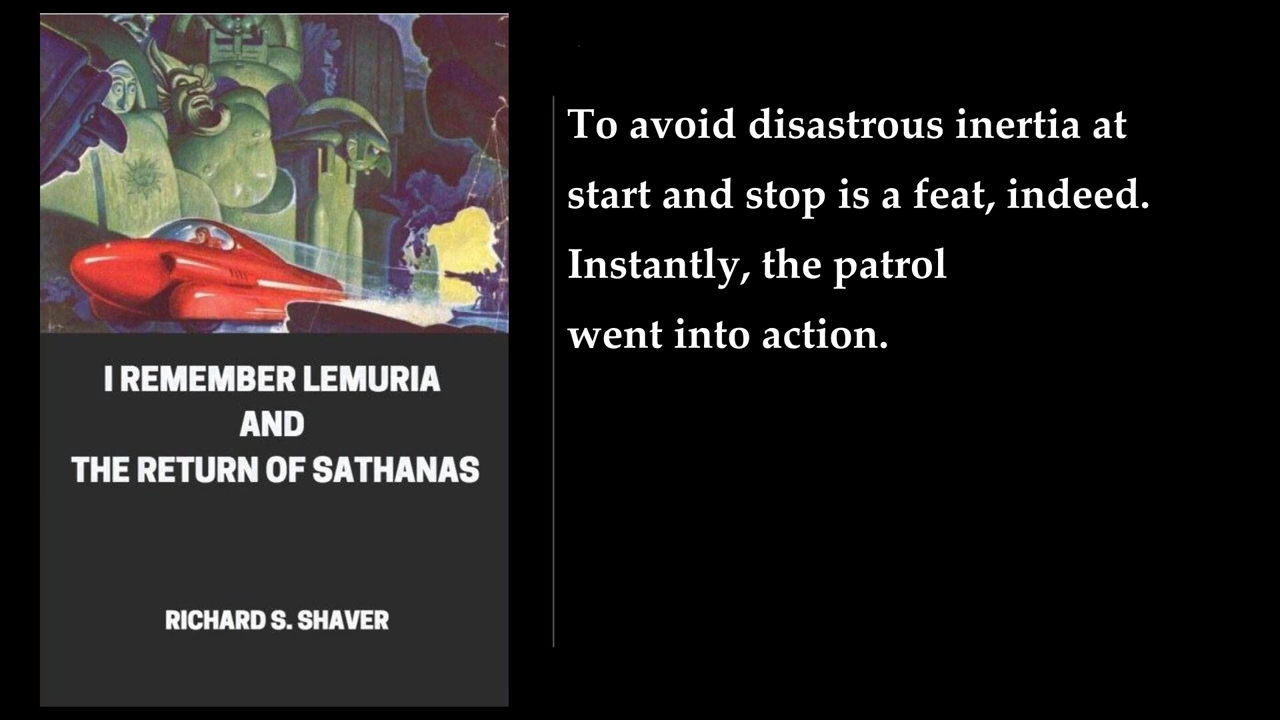 I REMEMBER LEMURIA
AND
THE RETURN OF SATHANAS
RICHARD S. SHAVER
To avoid disastrous inertia at
start and stop is a feat, indeed.
Instantly, the patrol
went into action.